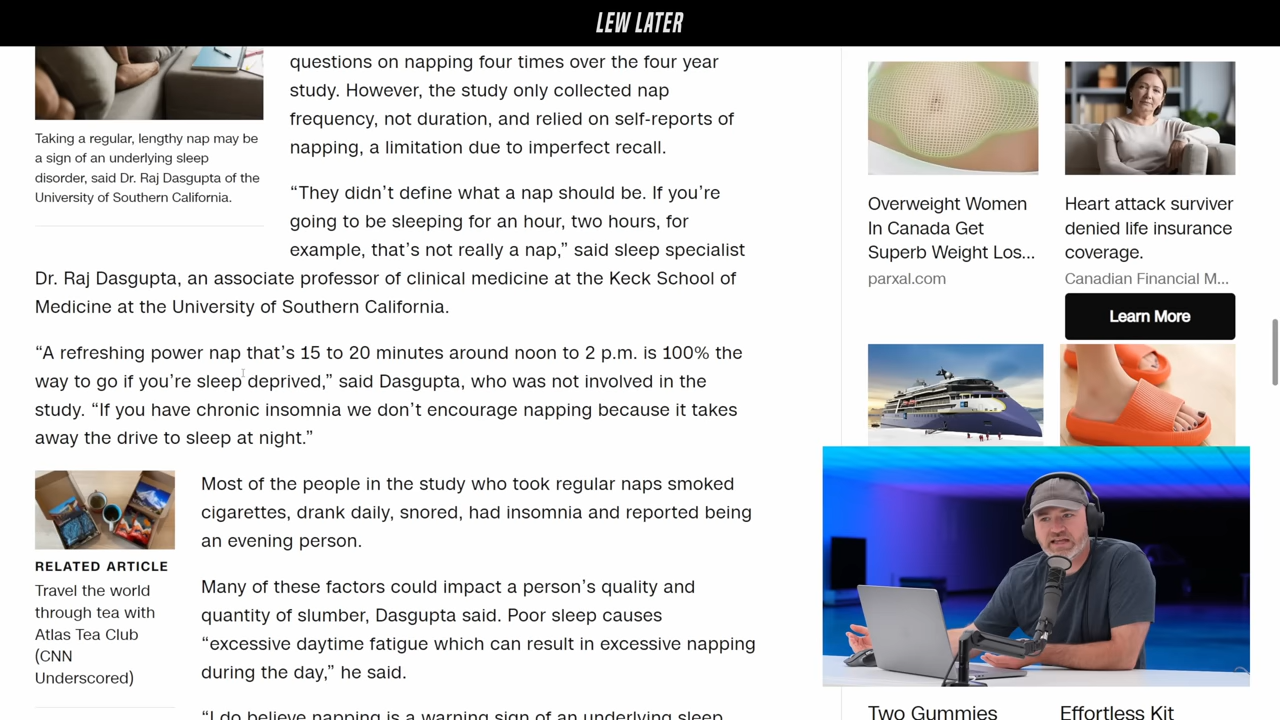 LEW LATER
Taking a regular, lengthy nap may be
a sign of an underlying sleep
disorder, said Dr. Raj Dasgupta of the
University of Southern California.
questions on napping four times over the four year
study. However, the study only collected nap
frequency, not duration, and relied on self-reports of
napping, a limitation due to imperfect recall.
“They didn’t define what a nap should be. If you’re
going to be sleeping for an hour, two hours, for
example, that’s not really a nap,” said sleep specialist
Dr. Raj Dasgupta, an associate professor of clinical medicine at the Keck School of
Medicine at the University of Southern California.
“A refreshing power nap that’s 15 to 20 minutes around noon to 2 p.m. is 100% the
way to go if you’re sleep deprived,” said Dasgupta, who was not involved in the
study. “If you have chronic insomnia we don’t encourage napping because it takes
away the drive to sleep at night.”
RELATED ARTICLE
Travel the world
through tea with
Atlas Tea Club
(CNN
Underscored)
Most of the people in the study who took regular naps smoked
cigarettes, drank daily, snored, had insomnia and reported being
an evening person.
Many of these factors could impact a person’s quality and
quantity of slumber, Dasgupta said. Poor sleep causes
“excessive daytime fatigue which can result in excessive napping
during the day,” he said.
“I do believe napping is a warning sign of an underlying sleep
Overweight Women
In Canada Get
Superb Weight Los...
parxal.com
Heart attack surviver
denied life insurance
coverage.
Canadian Financial M...
Learn More
Two Gummies
Effortless Kit